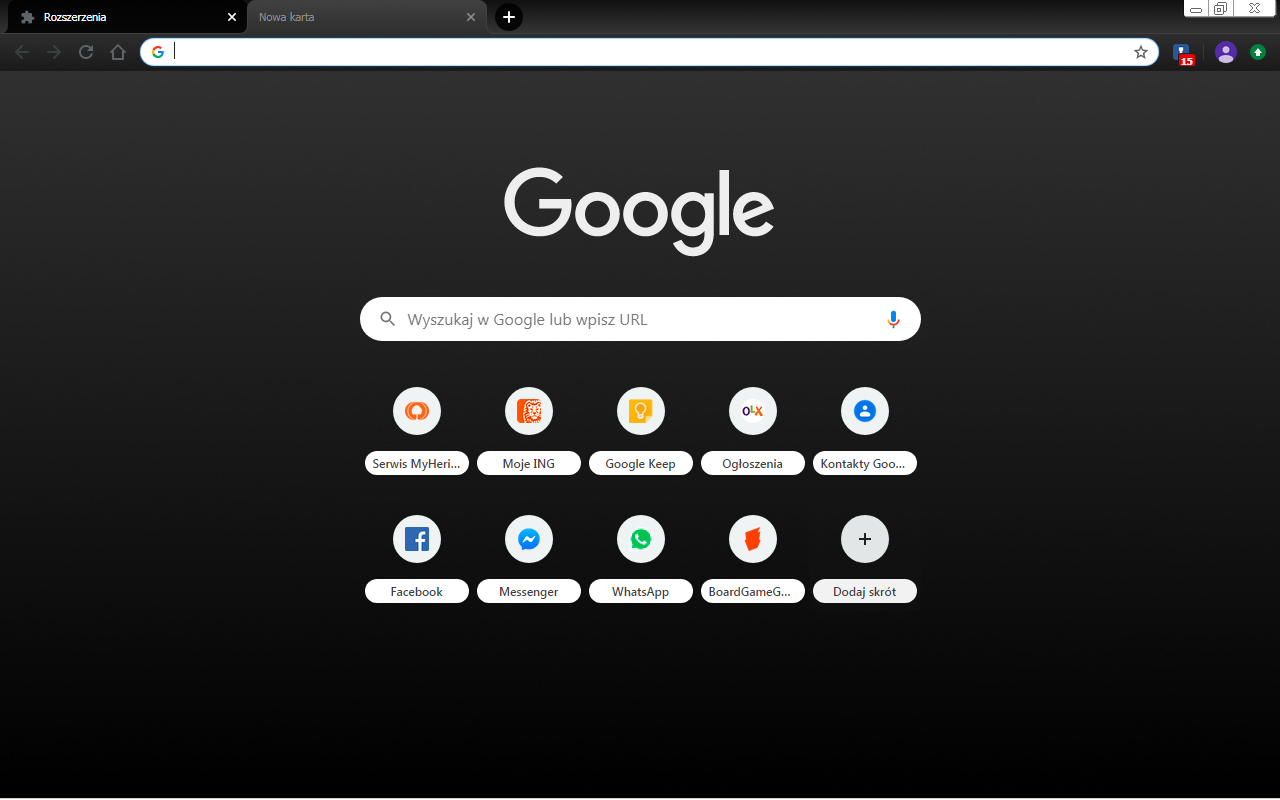 Rozszerzenia
Nowa karta
15
Google
Wyszukaj w Google lub wpisz URL
OLX
Serwis MyHeri... Moje ING Google Keep Ogłoszenia Kontakty Goo...
Facebook Messenger WhatsApp BoardGameG... Dodaj skrót